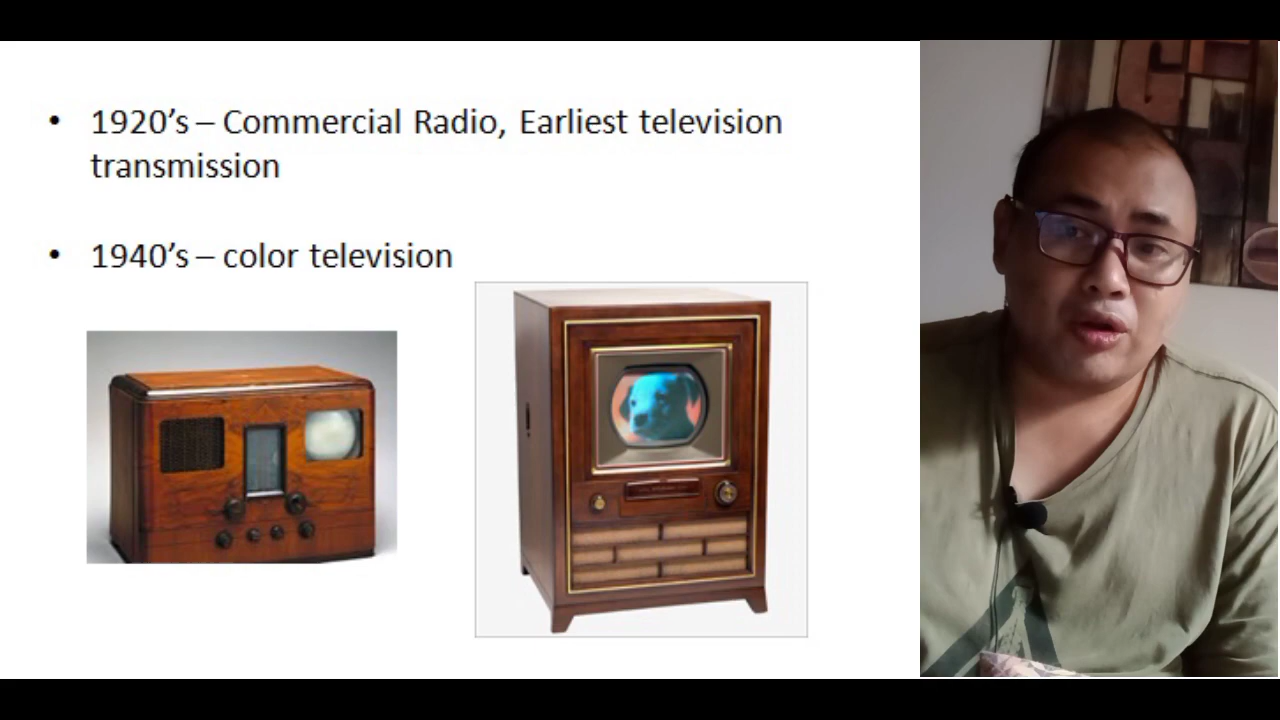 • 1920’s – Commercial Radio, Earliest television
transmission
• 1940’s – color television